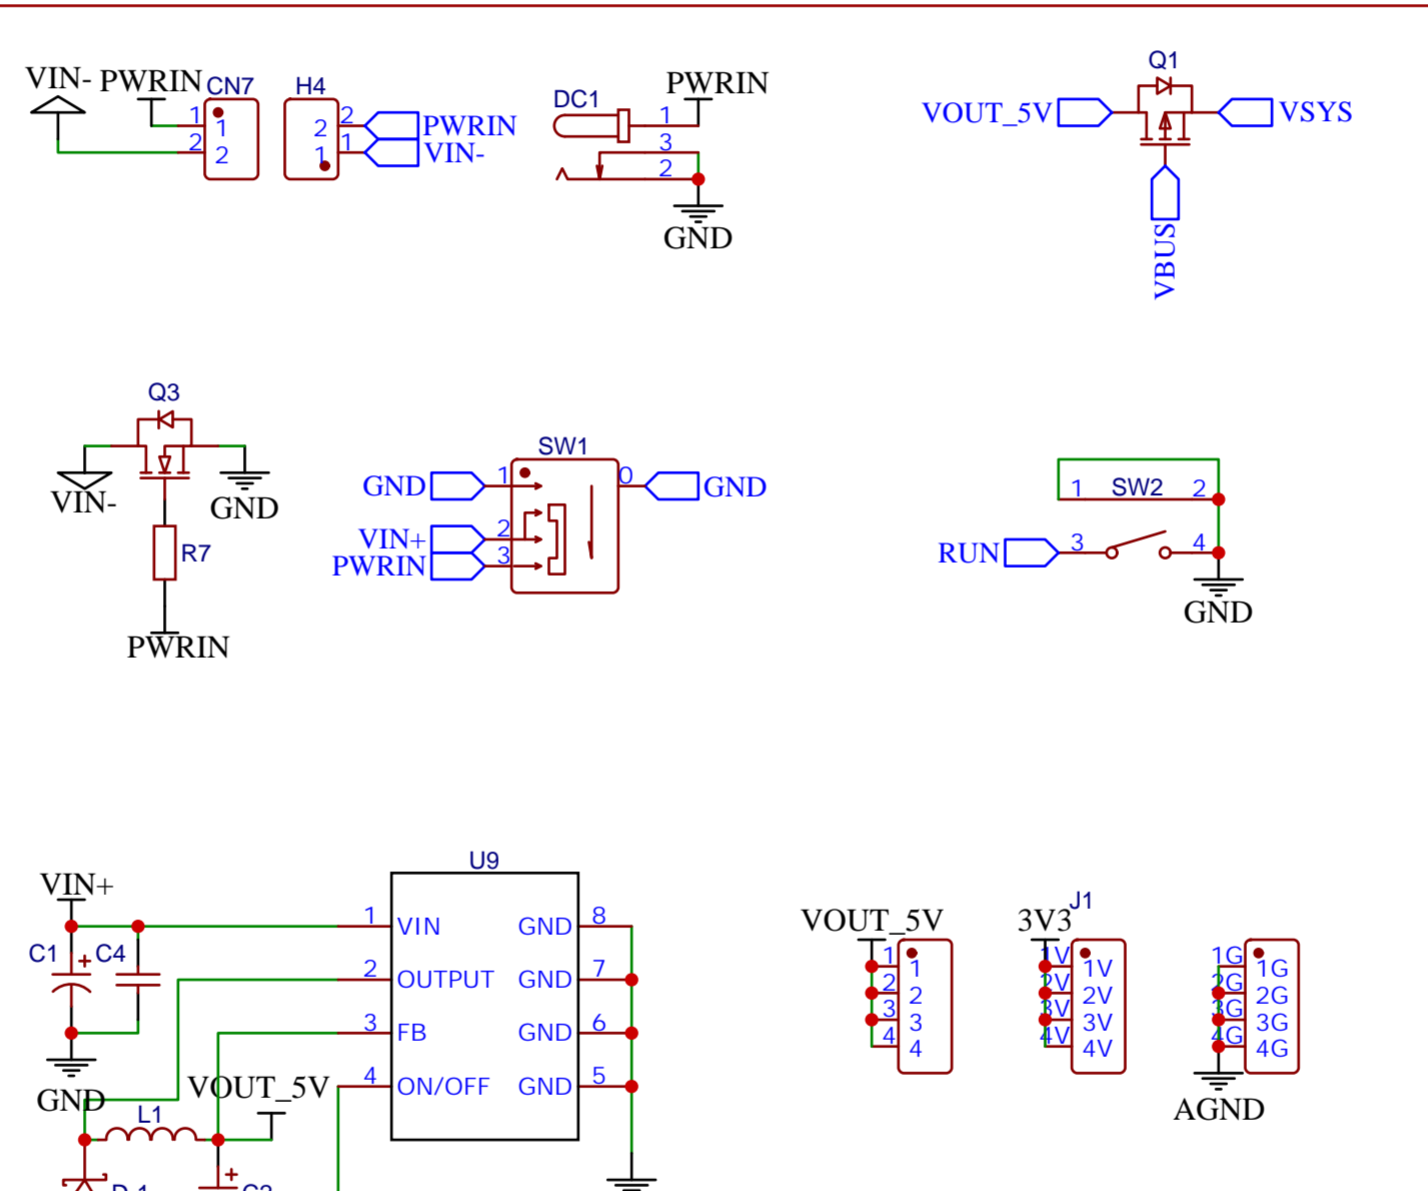 VIN- PWRIN CN7
1 1
2 2
H4
2 2 PWRIN
1 1 VIN-
DC1 PWRIN
1
3
2
GND
Q1
VOUT_5V VSYS
VBUS
Q3
VIN- GND
R7
PWRIN
SW1
GND 1 0 GND
VIN+ 2
PWRIN 3
1 SW2 2
RUN 3 4
GND
U9
VIN+
1 VIN GND 8
C1 + C4
2 OUTPUT GND 7
3 FB GND 6
4 ON/OFF GND 5
GND
VOUT_5V
L1
+
VOUT_5V
1 1
2 2
3 3
4 4
3V3 J1
1V 1V
2V 2V
3V 3V
4V 4V
1G 1G
2G 2G
3G 3G
4G 4G
AGND